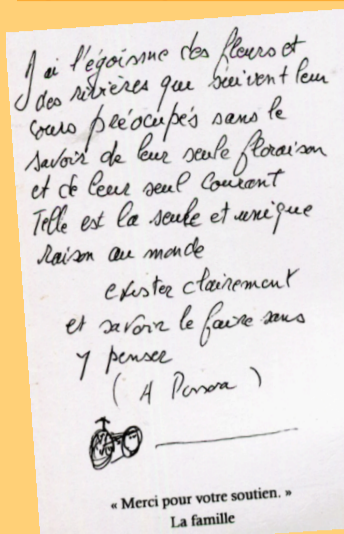 J'ai l'égoïsme des fleurs et
des rivières que suivent leur
cours préocupés sans le
savoir de leur seule floraison
et de leur seul courant
Telle est la seule et unique
raison au monde
exister clairement
et savoir le faire sans
y penser
(A Pessoa)
« Merci pour votre soutien. »
La famille